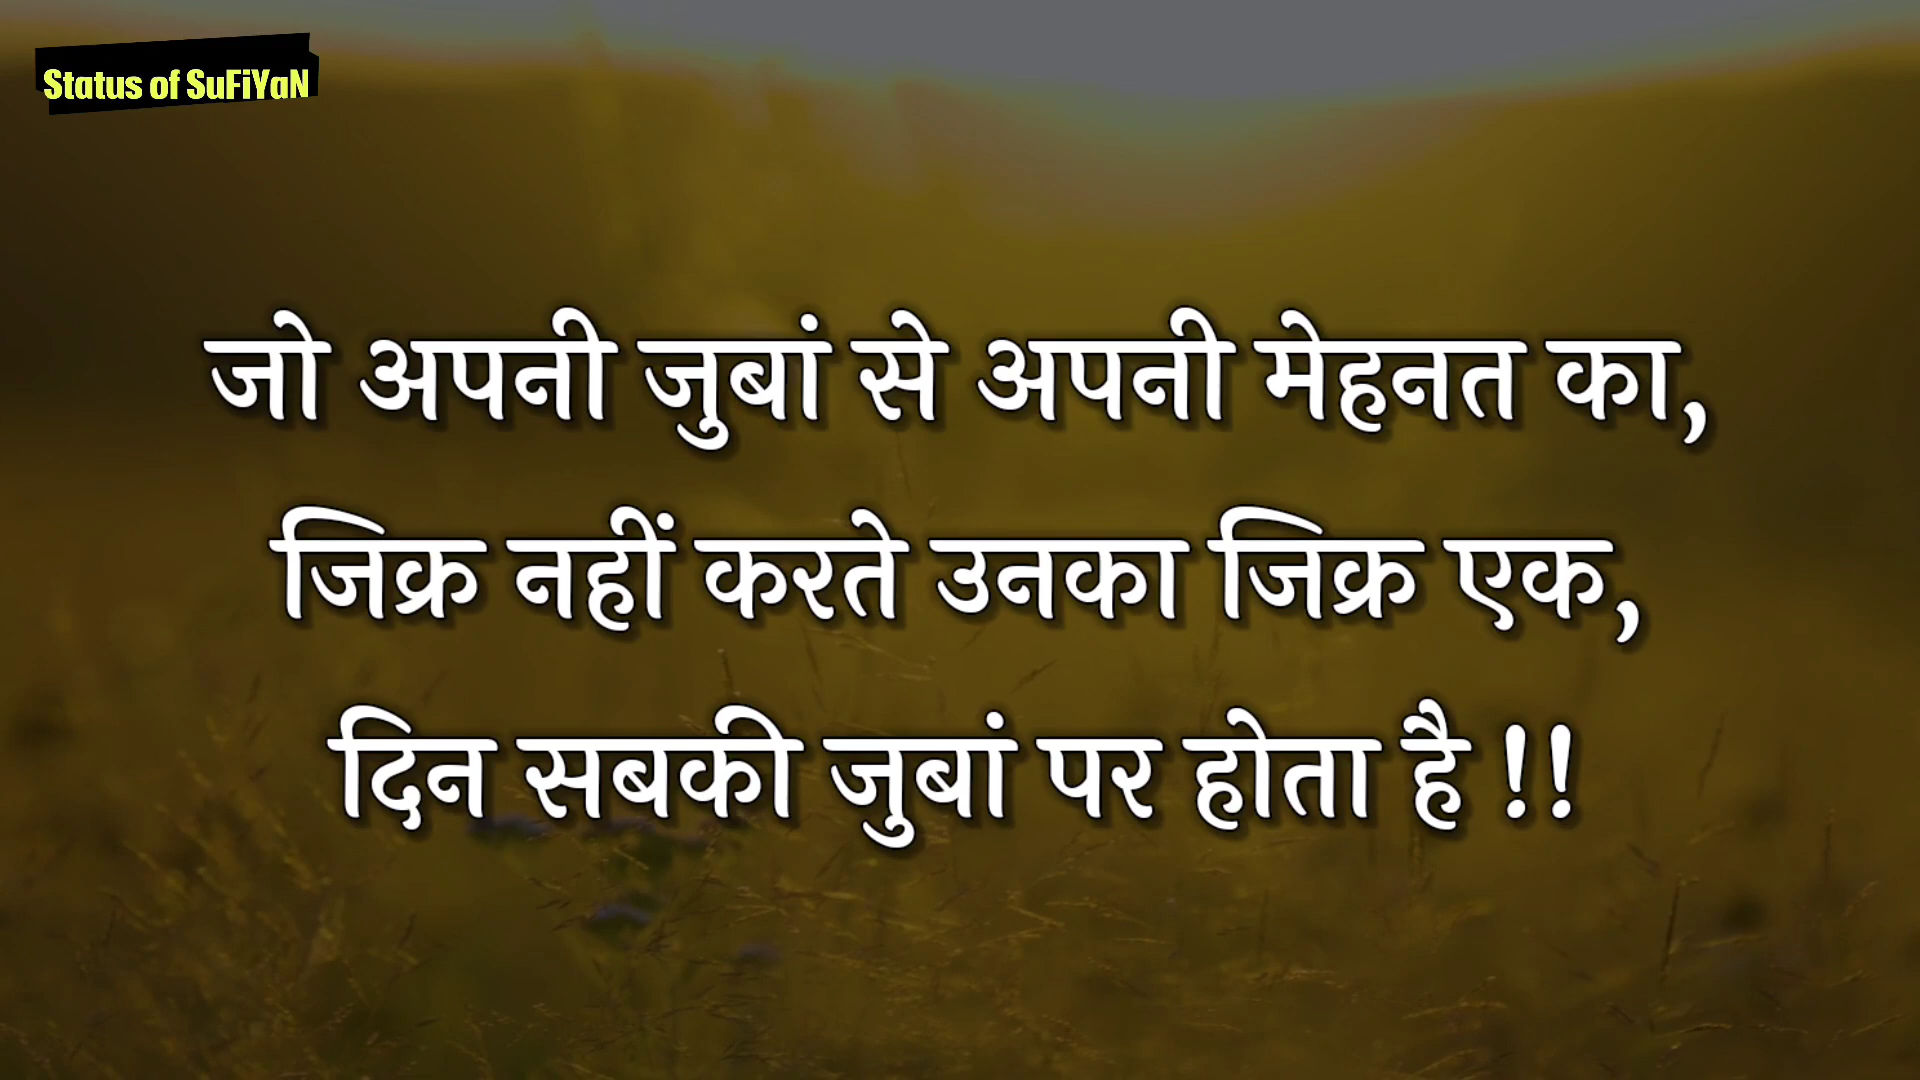 Status of SuFiYaN
जो अपनी जुबां से अपनी मेहनत का,
जिक्र नहीं करते उनका जिक्र एक,
दिन सबकी जुबां पर होता है !!